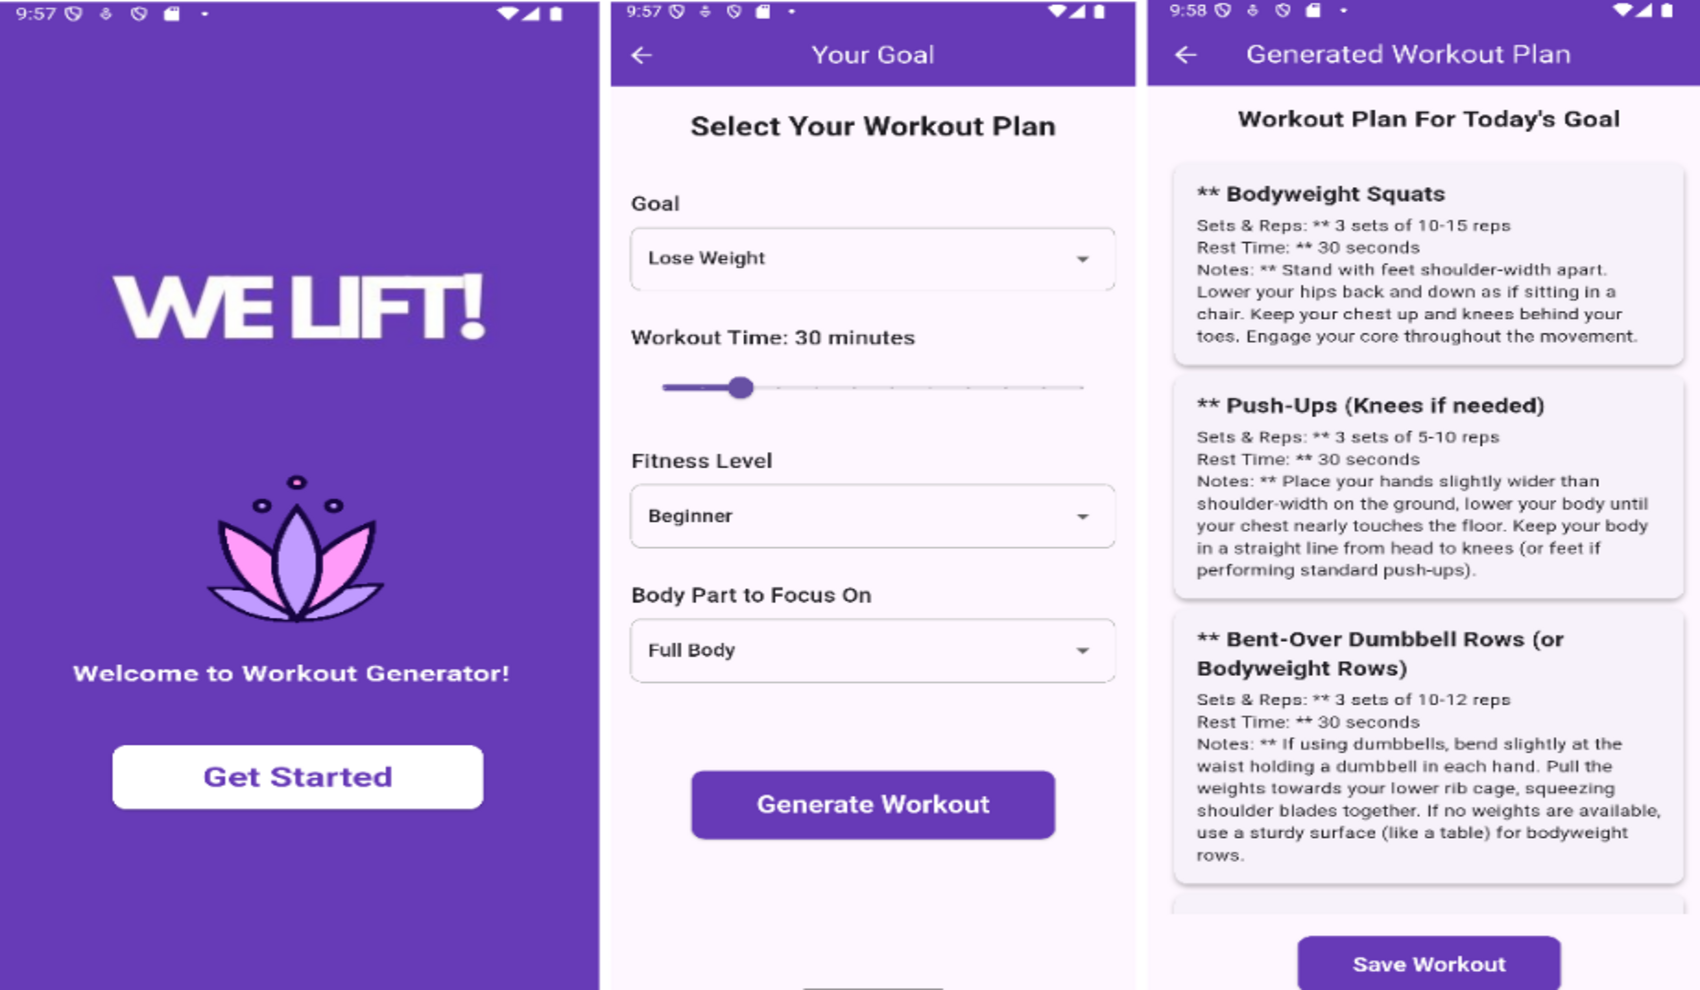 9:57
WE LIFT!
Welcome to Workout Generator!
Get Started
9:57
Your Goal
Select Your Workout Plan
Goal
Lose Weight
Workout Time: 30 minutes
Fitness Level
Beginner
Body Part to Focus On
Full Body
Generate Workout
9:58
Generated Workout Plan
Workout Plan For Today's Goal
** Bodyweight Squats
Sets & Reps: ** 3 sets of 10-15 reps
Rest Time: ** 30 seconds
Notes: ** Stand with feet shoulder-width apart.
Lower your hips back and down as if sitting in a
chair. Keep your chest up and knees behind your
toes. Engage your core throughout the movement.
** Push-Ups (Knees if needed)
Sets & Reps: ** 3 sets of 5-10 reps
Rest Time: ** 30 seconds
Notes: ** Place your hands slightly wider than
shoulder-width on the ground, lower your body until
your chest nearly touches the floor. Keep your body
in a straight line from head to knees (or feet if
performing standard push-ups).
** Bent-Over Dumbbell Rows (or
Bodyweight Rows)
Sets & Reps: ** 3 sets of 10-12 reps
Rest Time: ** 30 seconds
Notes: ** If using dumbbells, bend slightly at the
waist holding a dumbbell in each hand. Pull the
weights towards your lower rib cage, squeezing
shoulder blades together. If no weights are available,
use a sturdy surface (like a table) for bodyweight
rows.
Save Workout